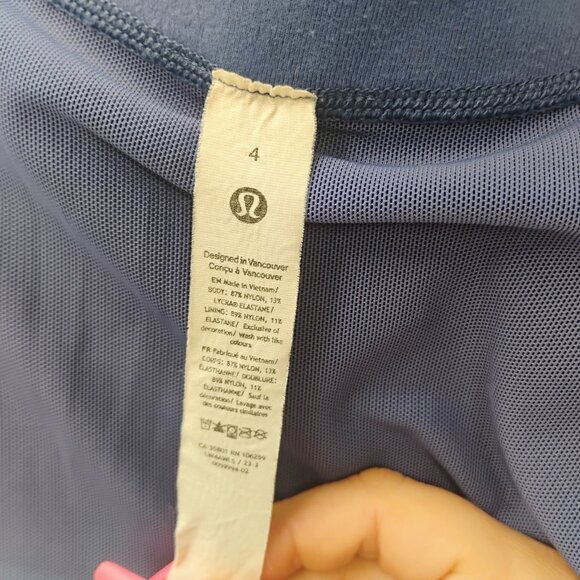 4
Designed in Vancouver
Conçu à Vancouver
EN Made in Vietnam/
BODY: 87% NYLON, 13%
LYCRA® ELASTANE/
LINING: 89% NYLON, 11%
ELASTANE/ Exclusive of
decoration/ Wash with like
colours
FR Fabriqué au Vietnam/
CORPS: 87% NYLON, 13%
ÉLASTHANNE/ DOUBLURE:
89% NYLON, 11%
ÉLASTHANNE/ Sauf la
décoration/ Lavage avec
des couleurs similaires
CA 35801 RN 106259
/ 23.3